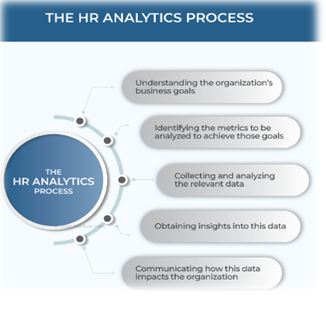 THE HR ANALYTICS PROCESS
Understanding the organization's
business goals
Identifying the metrics to be
analyzed to achieve those goals
THE
HR ANALYTICS
PROCESS
Collecting and analyzing
the relevant data
Obtaining insights into this data
Communicating how this data
impacts the organization